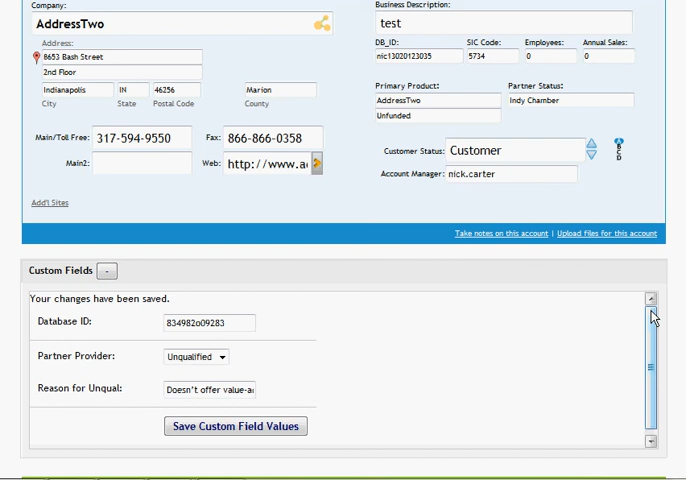 Company:
AddressTwo
Address:
8653 Bash Street
2nd Floor
Indianapolis IN 46256 Marion
City State Postal Code County
Main/Toll Free: 317-594-9550 Fax: 866-866-0358
Main2: Web: http://www.a
Add'l Sites
Business Description:
test
DB_ID: SIC Code: Employees: Annual Sales:
nic13020123035 5734 0 0
Primary Product: Partner Status:
AddressTwo Indy Chamber
Unfunded
Customer Status: Customer
A
B
C
D
Account Manager: nick.carter
Take notes on this account | Upload files for this account
Custom Fields -
Your changes have been saved.
Database ID: 834982o09283
Partner Provider: Unqualified
Reason for Unqual: Doesn't offer value-a
Save Custom Field Values